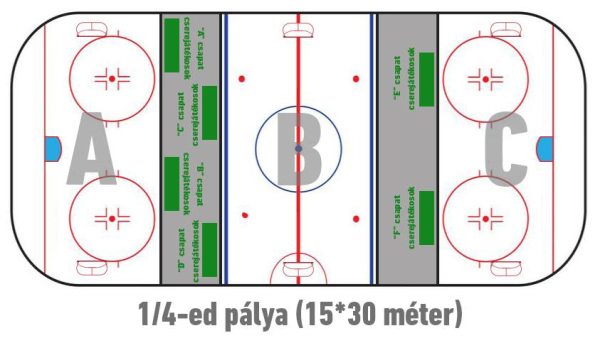 "A" csapat
cserejátékosok
"C" csapat
cserejátékosok
"B" csapat
cserejátékosok
"D" csapat
cserejátékosok
"E" csapat
cserejátékosok
"F" csapat
cserejátékosok
A
B
C
1/4-ed pálya (15*30 méter)